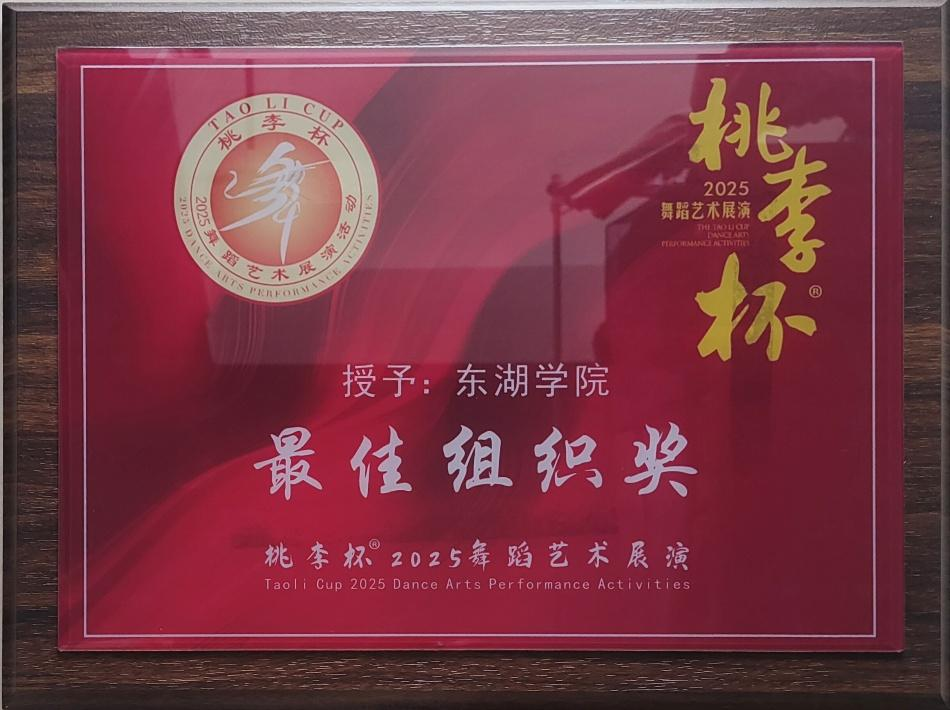 TAO LI CUP
桃李杯
舞
2025舞蹈艺术展演活动
2025 DANCE ARTS PERFORMANCE ACTIVITIES
桃李杯®
2025
舞蹈艺术展演
THE TAO LI CUP
DANCE ARTS
PERFORMANCE ACTIVITIES
授予：东湖学院
最佳组织奖
桃李杯®2025舞蹈艺术展演
Taoli Cup 2025 Dance Arts Performance Activities